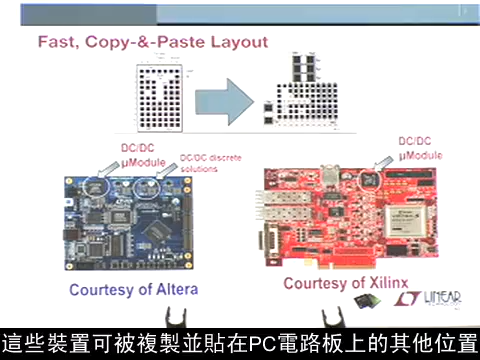 Fast, Copy-&-Paste Layout
DC/DC
µModule
DC/DC discrete
solutions
DC/DC
µModule
Courtesy of Altera
Courtesy of Xilinx
LINEAR
這些裝置可被複製並貼在PC電路板上的其他位置